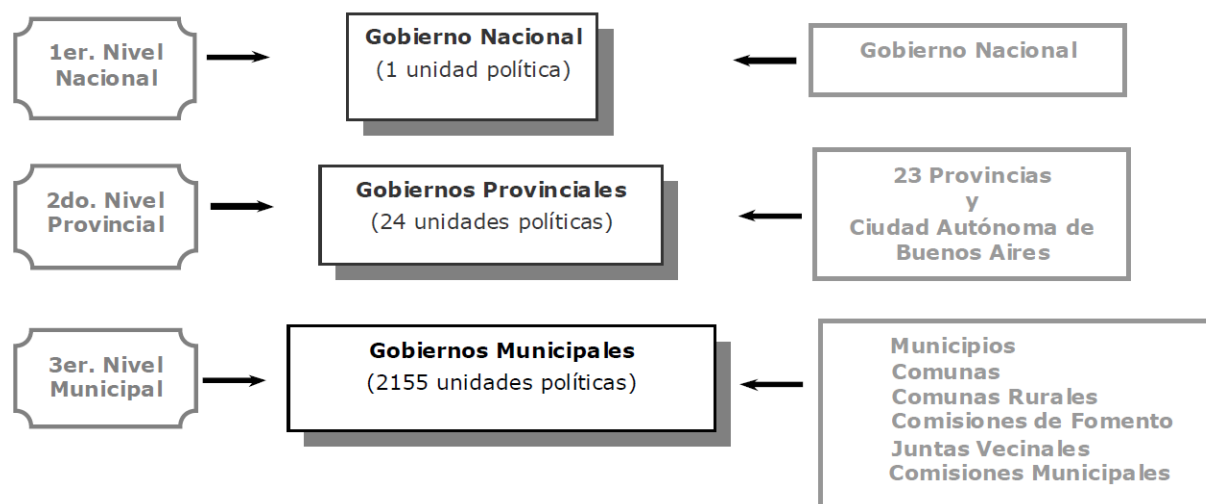 1er. Nivel
Nacional
Gobierno Nacional
(1 unidad política)
Gobierno Nacional
2do. Nivel
Provincial
Gobiernos Provinciales
(24 unidades políticas)
23 Provincias
y
Ciudad Autónoma de
Buenos Aires
3er. Nivel
Municipal
Gobiernos Municipales
(2155 unidades políticas)
Municipios
Comunas
Comunas Rurales
Comisiones de Fomento
Juntas Vecinales
Comisiones Municipales